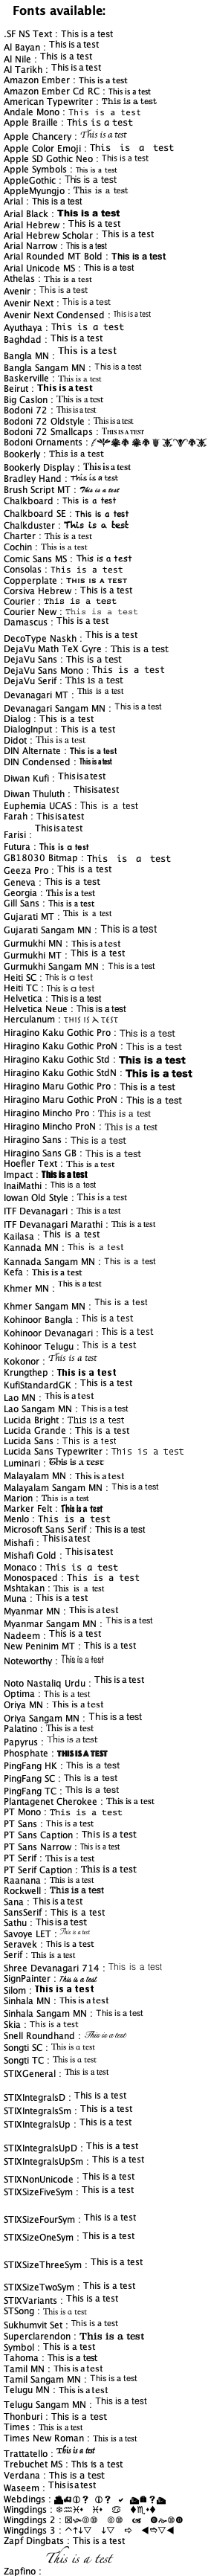 Fonts available:
.SF NS Text : This is a test
Al Bayan : This is a test
Al Nile : This is a test
Al Tarikh : This is a test
Amazon Ember : This is a test
Amazon Ember Cd RC : This is a test
American Typewriter : This is a test
Andale Mono : This is a test
Apple Braille : This is a test
Apple Chancery : This is a test
Apple Color Emoji : This is a test
Apple SD Gothic Neo : This is a test
Apple Symbols : This is a test
AppleGothic : This is a test
AppleMyungjo : This is a test
Arial : This is a test
Arial Black : This is a test
Arial Hebrew : This is a test
Arial Hebrew Scholar : This is a test
Arial Narrow : This is a test
Arial Rounded MT Bold : This is a test
Arial Unicode MS : This is a test
Athelas : This is a test
Avenir : This is a test
Avenir Next : This is a test
Avenir Next Condensed : This is a test
Ayuthaya : This is a test
Baghdad : This is a test
Bangla MN : This is a test
Bangla Sangam MN : This is a test
Baskerville : This is a test
Beirut : This is a test
Big Caslon : This is a test
Bodoni 72 : This is a test
Bodoni 72 Oldstyle : This is a test
Bodoni 72 Smallcaps : This is a test
Bodoni Ornaments :
Bookerly : This is a test
Bookerly Display : This is a test
Bradley Hand : This is a test
Brush Script MT : This is a test
Chalkboard : This is a test
Chalkboard SE : This is a test
Chalkduster : This is a test
Charter : This is a test
Cochin : This is a test
Comic Sans MS : This is a test
Consolas : This is a test
Copperplate : This is a test
Corsiva Hebrew : This is a test
Courier : This is a test
Courier New : This is a test
Damascus : This is a test
DecoType Naskh : This is a test
DejaVu Math TeX Gyre : This is a test
DejaVu Sans : This is a test
DejaVu Sans Mono : This is a test
DejaVu Serif : This is a test
Devanagari MT : This is a test
Devanagari Sangam MN : This is a test
Dialog : This is a test
DialogInput : This is a test
Didot : This is a test
DIN Alternate : This is a test
DIN Condensed : This is a test
Diwan Kufi : This is a test
Diwan Thuluth : This is a test
Euphemia UCAS : This is a test
Farah : This is a test
Farisi : This is a test
Futura : This is a test
GB18030 Bitmap : This is a test
Geeza Pro : This is a test
Geneva : This is a test
Georgia : This is a test
Gill Sans : This is a test
Gujarati MT : This is a test
Gujarati Sangam MN : This is a test
Gurmukhi MN : This is a test
Gurmukhi MT : This is a test
Gurmukhi Sangam MN : This is a test
Heiti SC : This is a test
Heiti TC : This is a test
Helvetica : This is a test
Helvetica Neue : This is a test
Herculanum : This is a test
Hiragino Kaku Gothic Pro : This is a test
Hiragino Kaku Gothic ProN : This is a test
Hiragino Kaku Gothic Std : This is a test
Hiragino Kaku Gothic StdN : This is a test
Hiragino Maru Gothic Pro : This is a test
Hiragino Maru Gothic ProN : This is a test
Hiragino Mincho Pro : This is a test
Hiragino Mincho ProN : This is a test
Hiragino Sans : This is a test
Hiragino Sans GB : This is a test
Hoefler Text : This is a test
Impact : This is a test
InaiMathi : This is a test
Iowan Old Style : This is a test
ITF Devanagari : This is a test
ITF Devanagari Marathi : This is a test
Kailasa : This is a test
Kannada MN : This is a test
Kannada Sangam MN : This is a test
Kefa : This is a test
Khmer MN : This is a test
Khmer Sangam MN : This is a test
Kohinoor Bangla : This is a test
Kohinoor Devanagari : This is a test
Kohinoor Telugu : This is a test
Kokonor : This is a test
Krungthep : This is a test
KufiStandardGK : This is a test
Lao MN : This is a test
Lao Sangam MN : This is a test
Lucida Bright : This is a test
Lucida Grande : This is a test
Lucida Sans : This is a test
Lucida Sans Typewriter : This is a test
Luminari : This is a test
Malayalam MN : This is a test
Malayalam Sangam MN : This is a test
Marion : This is a test
Marker Felt : This is a test
Menlo : This is a test
Microsoft Sans Serif : This is a test
Mishafi : This is a test
Mishafi Gold : This is a test
Monaco : This is a test
Monospaced : This is a test
Mshtakan : This is a test
Muna : This is a test
Myanmar MN : This is a test
Myanmar Sangam MN : This is a test
Nadeem : This is a test
New Peninim MT : This is a test
Noteworthy : This is a test
Noto Nastaliq Urdu : This is a test
Optima : This is a test
Oriya MN : This is a test
Oriya Sangam MN : This is a test
Palatino : This is a test
Papyrus : This is a test
Phosphate : THIS IS A TEST
PingFang HK : This is a test
PingFang SC : This is a test
PingFang TC : This is a test
Plantagenet Cherokee : This is a test
PT Mono : This is a test
PT Sans : This is a test
PT Sans Caption : This is a test
PT Sans Narrow : This is a test
PT Serif : This is a test
PT Serif Caption : This is a test
Raanana : This is a test
Rockwell : This is a test
Sana : This is a test
SansSerif : This is a test
Sathu : This is a test
Savoye LET : This is a test
Seravek : This is a test
Serif : This is a test
Shree Devanagari 714 : This is a test
SignPainter : This is a test
Silom : This is a test
Sinhala MN : This is a test
Sinhala Sangam MN : This is a test
Skia : This is a test
Snell Roundhand : This is a test
Songti SC : This is a test
Songti TC : This is a test
STIXGeneral : This is a test
STIXIntegralsD : This is a test
STIXIntegralsSm : This is a test
STIXIntegralsUp : This is a test
STIXIntegralsUpD : This is a test
STIXIntegralsUpSm : This is a test
STIXNonUnicode : This is a test
STIXSizeFiveSym : This is a test
STIXSizeFourSym : This is a test
STIXSizeOneSym : This is a test
STIXSizeThreeSym : This is a test
STIXSizeTwoSym : This is a test
STIXVariants : This is a test
STSong : This is a test
Sukhumvit Set : This is a test
Superclarendon : This is a test
Symbol : This is a test
Tahoma : This is a test
Tamil MN : This is a test
Tamil Sangam MN : This is a test
Telugu MN : This is a test
Telugu Sangam MN : This is a test
Thonburi : This is a test
Times : This is a test
Times New Roman : This is a test
Trattatello : This is a test
Trebuchet MS : This is a test
Verdana : This is a test
Waseem : This is a test
Webdings :
Wingdings :
Wingdings 2 :
Wingdings 3 :
Zapf Dingbats : This is a test
Zapfino : This is a test